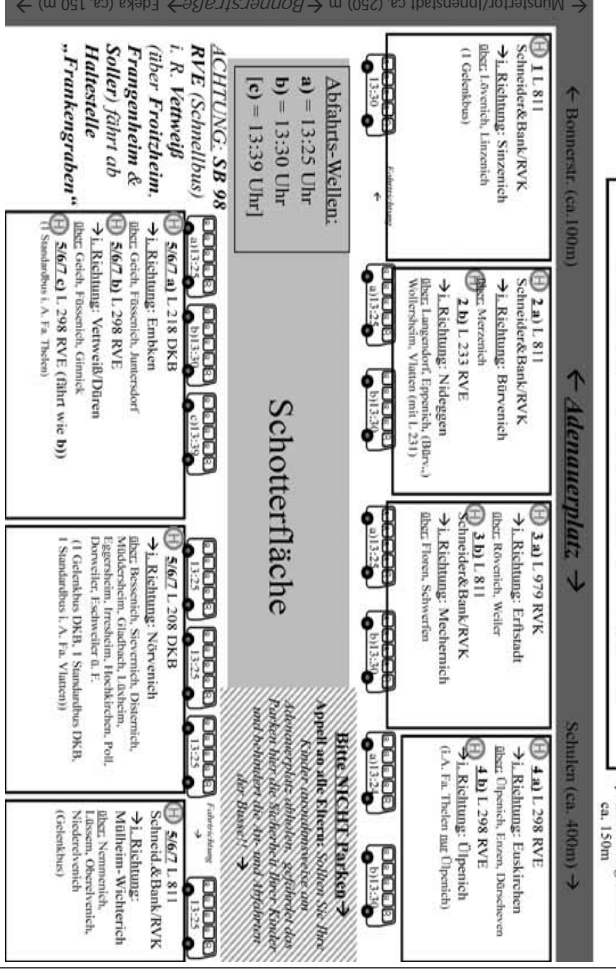 ca. 150m
← Bonnerstr. (ca.100m)
← Adenauerplatz →
Schulen (ca. 400m) →
H 1 L 811
Schneider&Bank/RVK
→i. Richtung: Sinzenich
über: Lövenich, Linzenich
(1 Gelenkbus)
H 2 a) L 811
Schneider&Bank/RVK
→i. Richtung: Bürvenich
über: Merzenich
H 2 b) L 233 RVE
→i. Richtung: Nideggen
über: Langendorf, Eppenich, (Bürv.,)
Wollersheim, Vlatten (mit L 231)
H 3 a) L 979 RVK
→i. Richtung: Erftstadt
über: Rövenich, Weiler
H 3 b) L 811
Schneider&Bank/RVK
→i. Richtung: Mechernich
über: Floren, Schwerfen
H 4 a) L 298 RVE
→i. Richtung: Euskirchen
über: Ülpenich, Enzen, Dürscheven
H 4 b) L 298 RVE
→i. Richtung: Ülpenich
(i.A. Fa. Thelen nur Ülpenich)
13:30
Fahrtrichtung
←
a)13:25
b)13:30
a)13:25
b)13:30
a)13:25
b)13:30
Abfahrts-Wellen:
a) = 13:25 Uhr
b) = 13:30 Uhr
[c) = 13:39 Uhr]
Schotterfläche
Bitte NICHT Parken→
Appell an alle Eltern: Sollten Sie Ihre
Kinder ausnahmsweise am
Adenauerplatz abholen, gefährdet das
Parken hier die Sicherheit Ihrer Kinder
und behindert die An- und Abfahrten
der Busse!! →
ACHTUNG: SB 98
RVE (Schnellbus)
i. R. Vettweiß
(über Froitzheim,
Frangenheim &
Soller) fährt ab
Haltestelle
„Frankengraben“
a)13:25
b)13:30
c)13:39
13:25
13:25
13:25
Fahrtrichtung
→
13:25
H 5/6/7 a) L 218 DKB
→i. Richtung: Embken
über: Geich, Füssenich, Juntersdorf
H 5/6/7 b) L 298 RVE
→i. Richtung: Vettweiß/Düren
über: Geich, Füssenich, Ginnick
H 5/6/7 c) L 298 RVE (fährt wie b))
(1 Standardbus i. A. Fa. Thelen)
H 5/6/7 L 208 DKB
→i. Richtung: Nörvenich
über: Bessenich, Sievernich, Disternich,
Müddersheim, Gladbach, Lüxheim,
Eggersheim, Irresheim, Hochkirchen, Poll,
Dorweiler, Eschweiler ü. F.
(1 Gelenkbus DKB, 1 Standardbus DKB,
1 Standardbus i. A. Fa. Vlatten))
H 5/6/7 L 811
Schneid.&Bank/RVK
→i. Richtung:
Mülheim-Wichterich
über: Nemmenich,
Lüssem, Oberelvenich,
Niederelvenich
(Gelenkbus)
← Münstertor/Innenstadt ca. (250) m ← Bonnerstraße→ Edeka (ca. 150 m) →